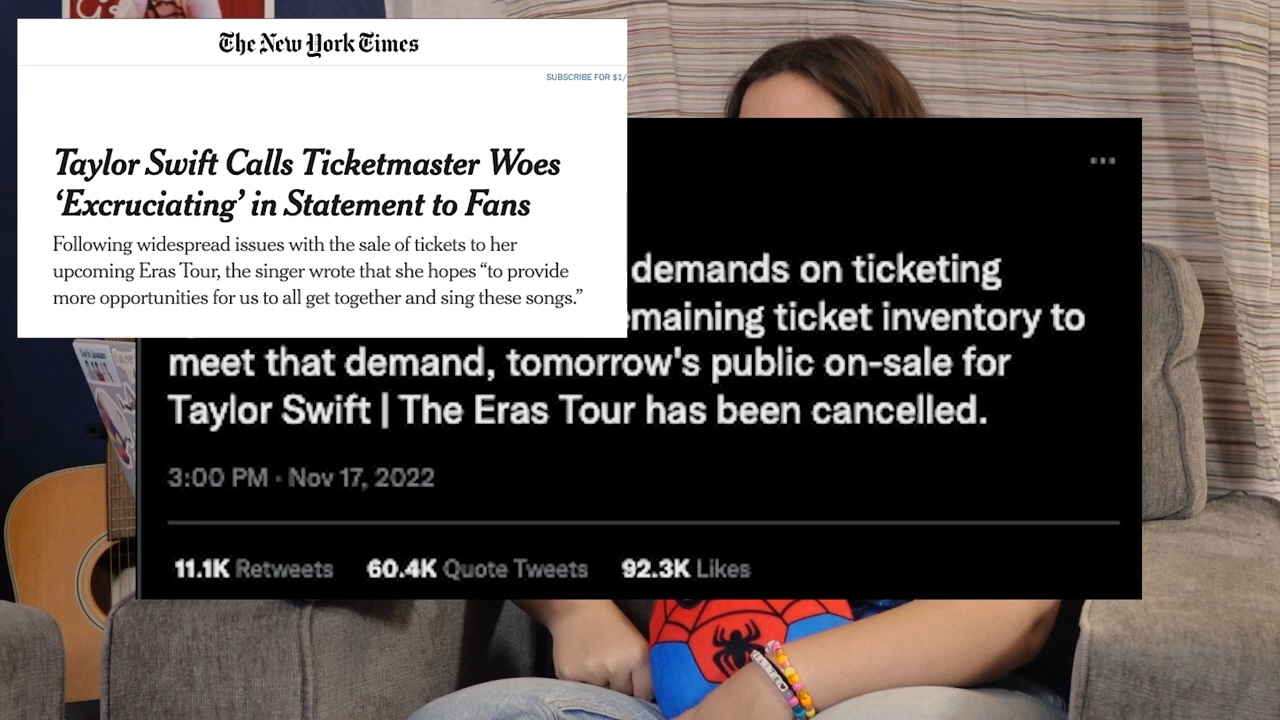 The New York Times
SUBSCRIBE FOR $1/
Taylor Swift Calls Ticketmaster Woes
‘Excruciating’ in Statement to Fans
Following widespread issues with the sale of tickets to her
upcoming Eras Tour, the singer wrote that she hopes “to provide
more opportunities for us to all get together and sing these songs.”
demands on ticketing
emaining ticket inventory to
meet that demand, tomorrow's public on-sale for
Taylor Swift | The Eras Tour has been cancelled.
3:00 PM · Nov 17, 2022
11.1K Retweets 60.4K Quote Tweets 92.3K Likes